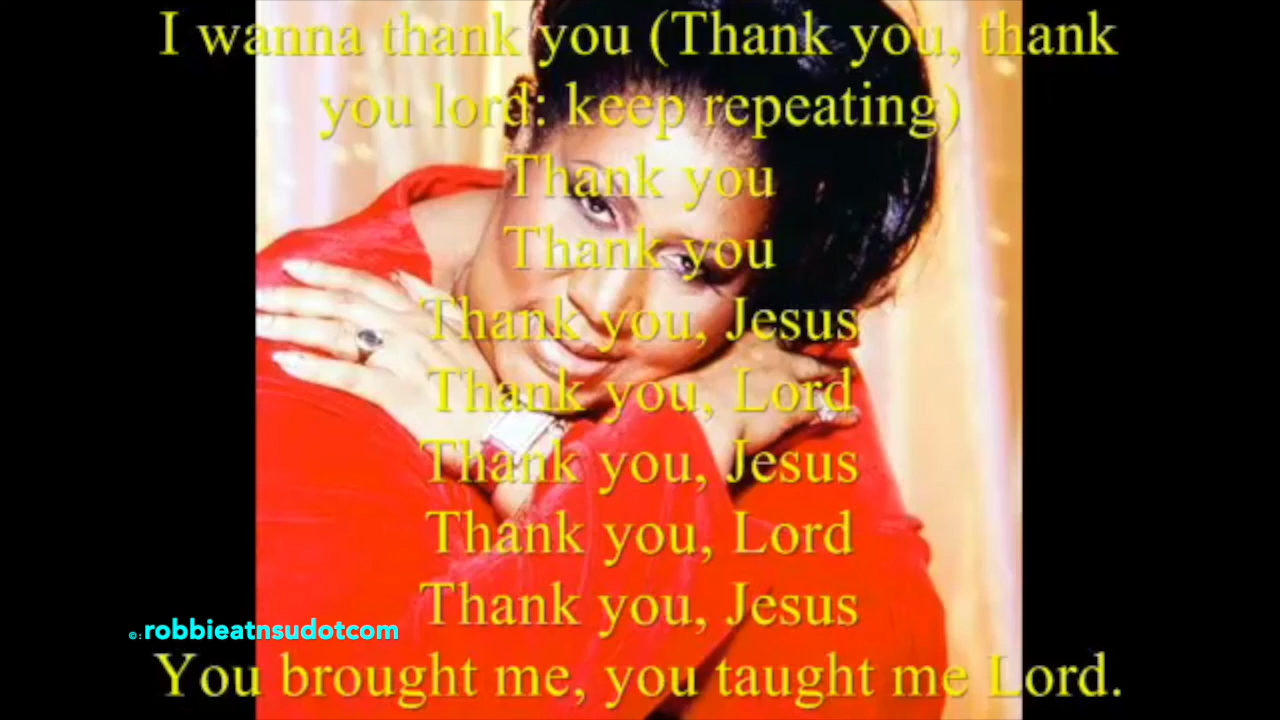 I wanna thank you (Thank you, thank
you lord: keep repeating)
Thank you
Thank you
Thank you, Jesus
Thank you, Lord
Thank you, Jesus
Thank you, Lord
Thank you, Jesus
©: robbieatnsudotcom
You brought me, you taught me Lord.